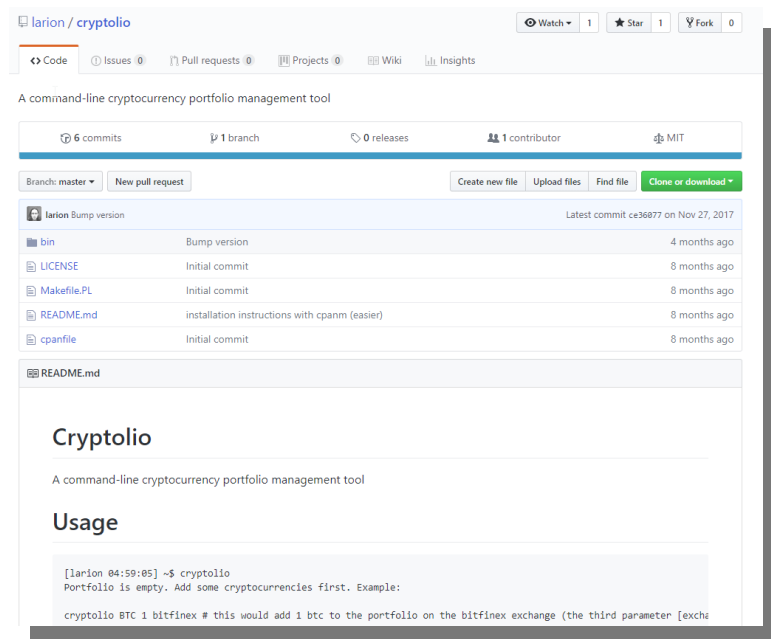 larion / cryptolio Watch 1 Star 1 Fork 0
Code Issues 0 Pull requests 0 Projects 0 Wiki Insights
A command-line cryptocurrency portfolio management tool
6 commits 1 branch 0 releases 1 contributor MIT
Branch: master New pull request Create new file Upload files Find file Clone or download
larion Bump version Latest commit ce36077 on Nov 27, 2017
bin Bump version 4 months ago
LICENSE Initial commit 8 months ago
Makefile.PL Initial commit 8 months ago
README.md installation instructions with cpanm (easier) 8 months ago
cpanfile Initial commit 8 months ago
README.md
Cryptolio
A command-line cryptocurrency portfolio management tool
Usage
[larion 04:59:05] ~$ cryptolio
Portfolio is empty. Add some cryptocurrencies first. Example:
cryptolio BTC 1 bitfinex # this would add 1 btc to the portfolio on the bitfinex exchange (the third parameter [excha